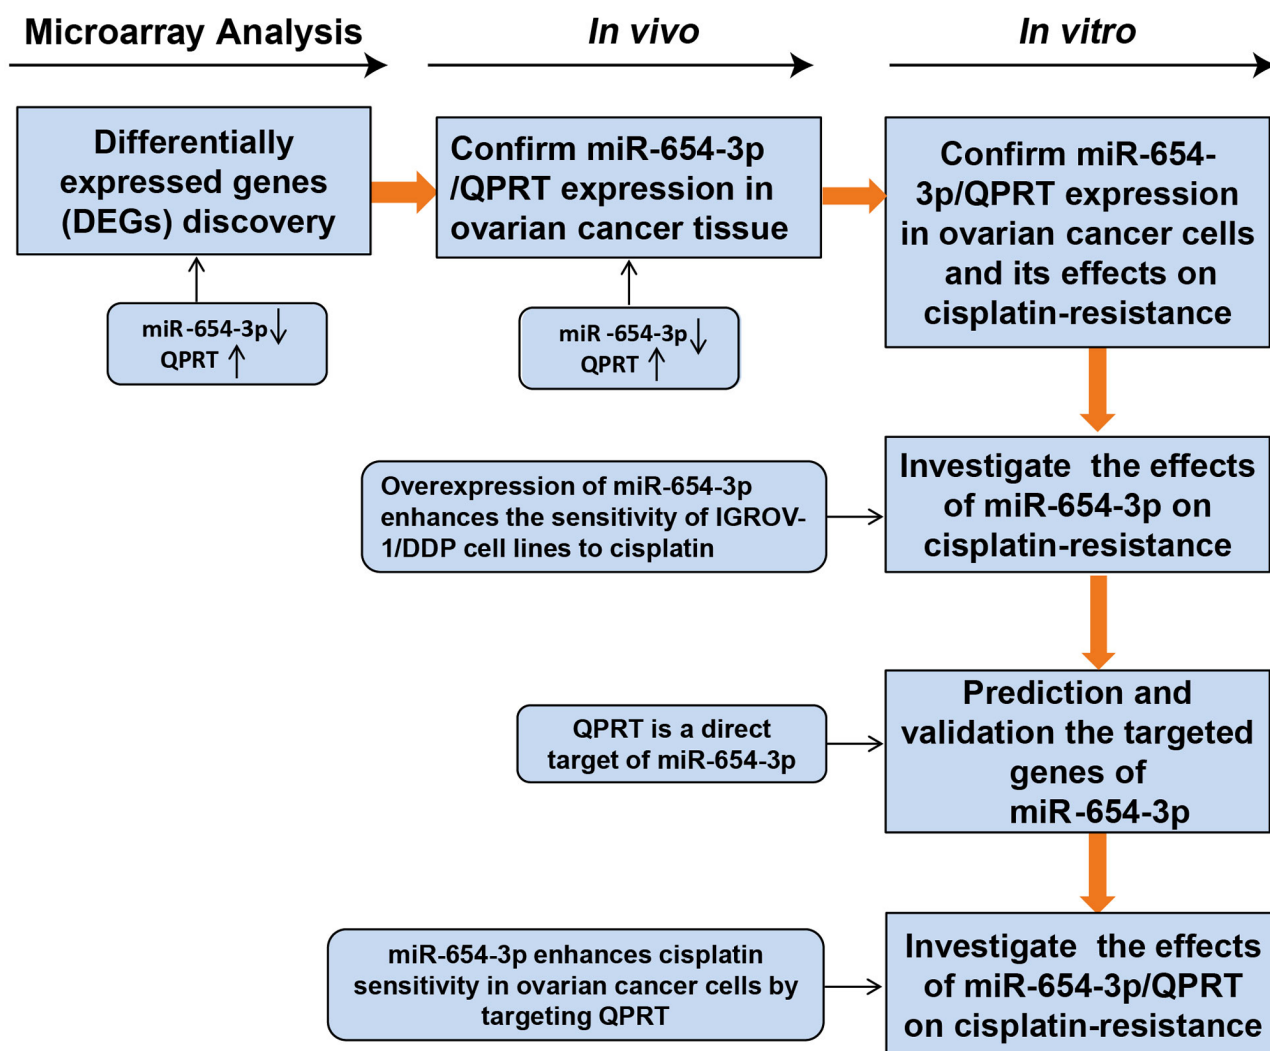 Microarray Analysis
In vivo
In vitro
Differentially
expressed genes
(DEGs) discovery
Confirm miR-654-3p
/QPRT expression in
ovarian cancer tissue
Confirm miR-654-
3p/QPRT expression
in ovarian cancer cells
and its effects on
cisplatin-resistance
miR-654-3p↓
QPRT ↑
miR-654-3p↓
QPRT ↑
Overexpression of miR-654-3p
enhances the sensitivity of IGROV-
1/DDP cell lines to cisplatin
Investigate the effects
of miR-654-3p on
cisplatin-resistance
QPRT is a direct
target of miR-654-3p
Prediction and
validation the targeted
genes of
miR-654-3p
miR-654-3p enhances cisplatin
sensitivity in ovarian cancer cells by
targeting QPRT
Investigate the effects
of miR-654-3p/QPRT
on cisplatin-resistance